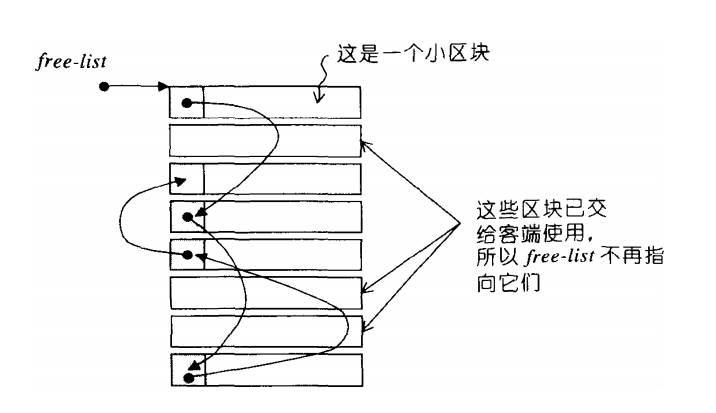 free-list
这是一个小区块
这些区块已交
给客端使用，
所以 free-list 不再指
向它们